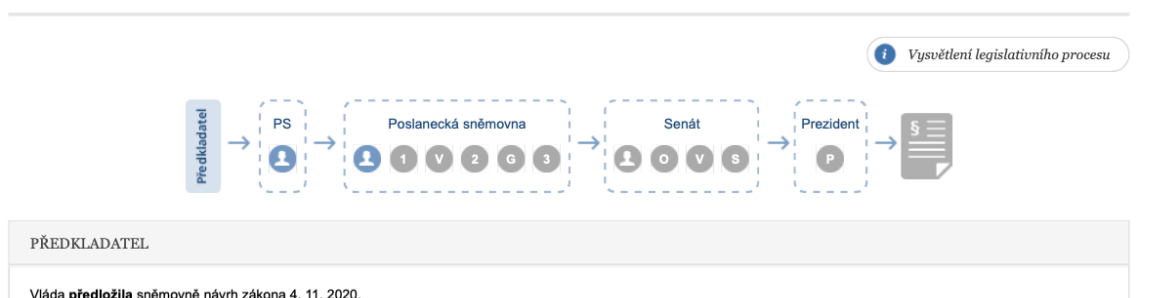 i Vysvětlení legislativního procesu
Předkladatel
PS
Poslanecká sněmovna
1 V 2 G 3
Senát
O V S
Prezident
P
§
PŘEDKLADATEL
Vláda předložila sněmovně návrh zákona 4. 11. 2020.